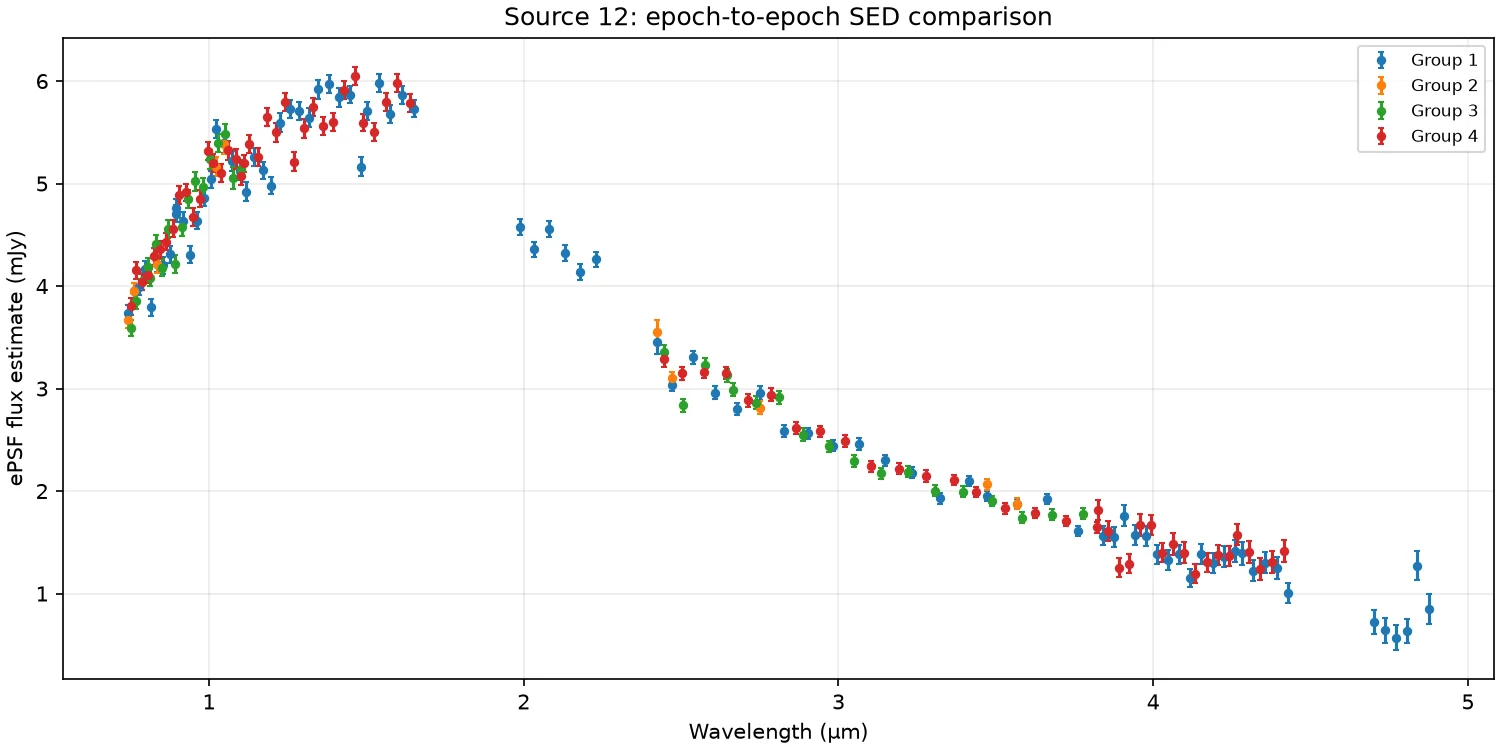 Source 12: epoch-to-epoch SED comparison
Group 1
Group 2
Group 3
Group 4
ePSF flux estimate (mJy)
6
5
4
3
2
1
1 2 3 4 5
Wavelength (μm)